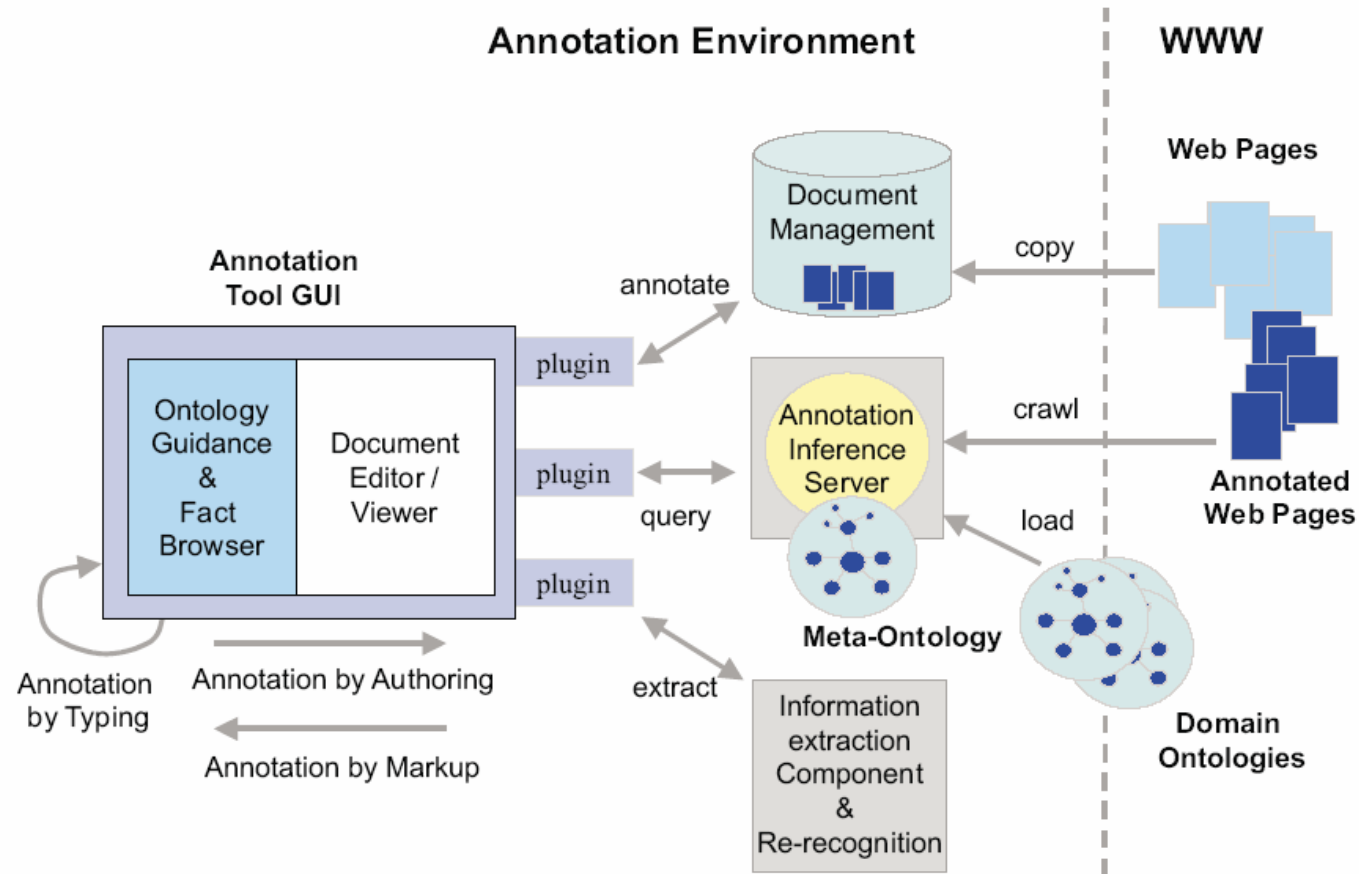 Annotation Environment
WWW
Web Pages
Document
Management
copy
Annotation
Tool GUI
annotate
plugin
Ontology
Guidance
&
Fact
Browser
Document
Editor /
Viewer
plugin
query
Annotation
Inference
Server
crawl
Annotated
Web Pages
load
plugin
Meta-Ontology
Annotation
by Typing
Annotation by Authoring
Annotation by Markup
extract
Information
extraction
Component
&
Re-recognition
Domain
Ontologies